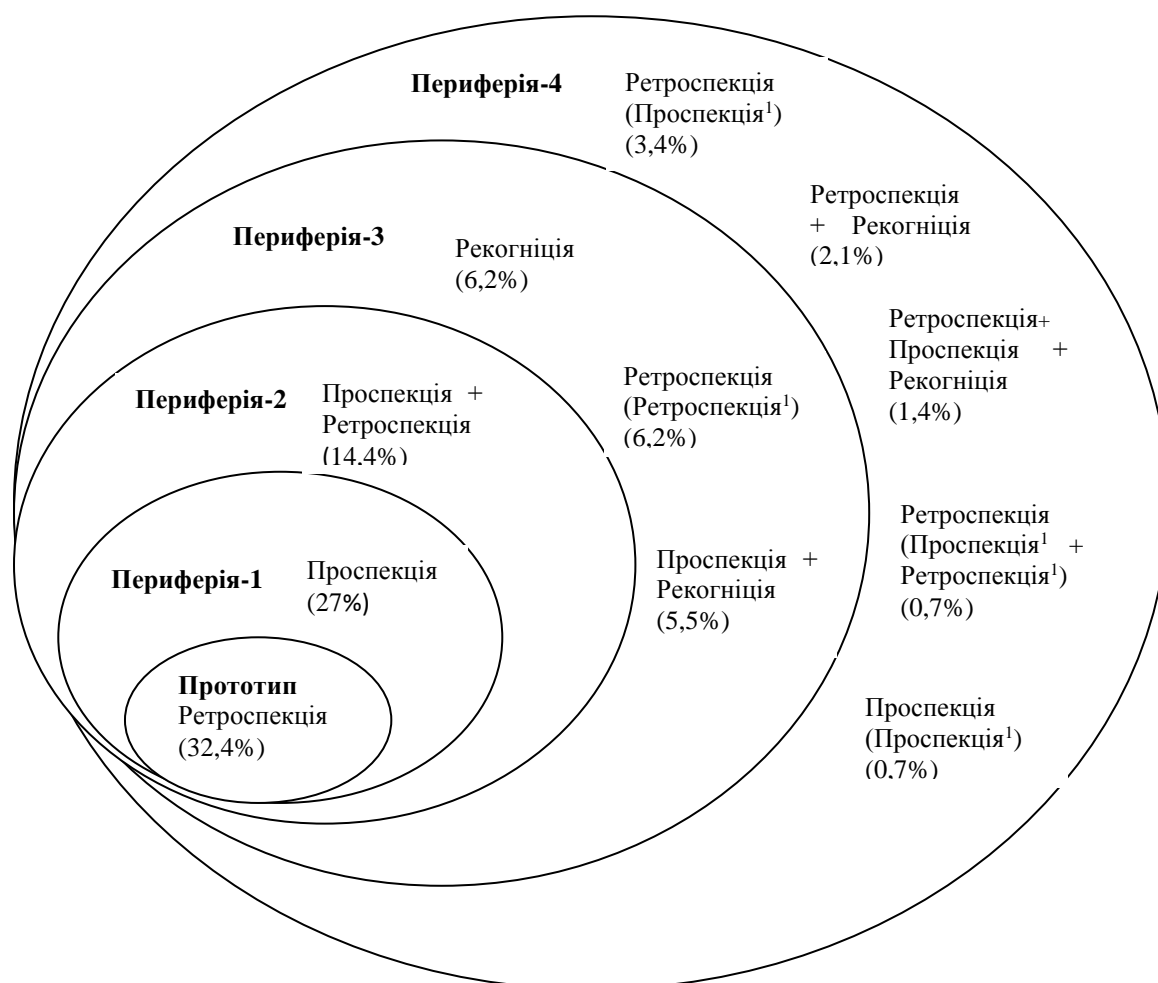 Периферія-4
Ретроспекція
(Проспекція¹)
(3,4%)
Ретроспекція
+ Рекогніція
(2,1%)
Периферія-3
Рекогніція
(6,2%)
Ретроспекція+
Проспекція +
Рекогніція
(1,4%)
Ретроспекція
(Ретроспекція¹)
(6,2%)
Периферія-2
Проспекція +
Ретроспекція
(14,4%)
Ретроспекція
(Проспекція¹ +
Ретроспекція¹)
(0,7%)
Проспекція +
Рекогніція
(5,5%)
Периферія-1
Проспекція
(27%)
Прототип
Ретроспекція
(32,4%)
Проспекція
(Проспекція¹)
(0,7%)